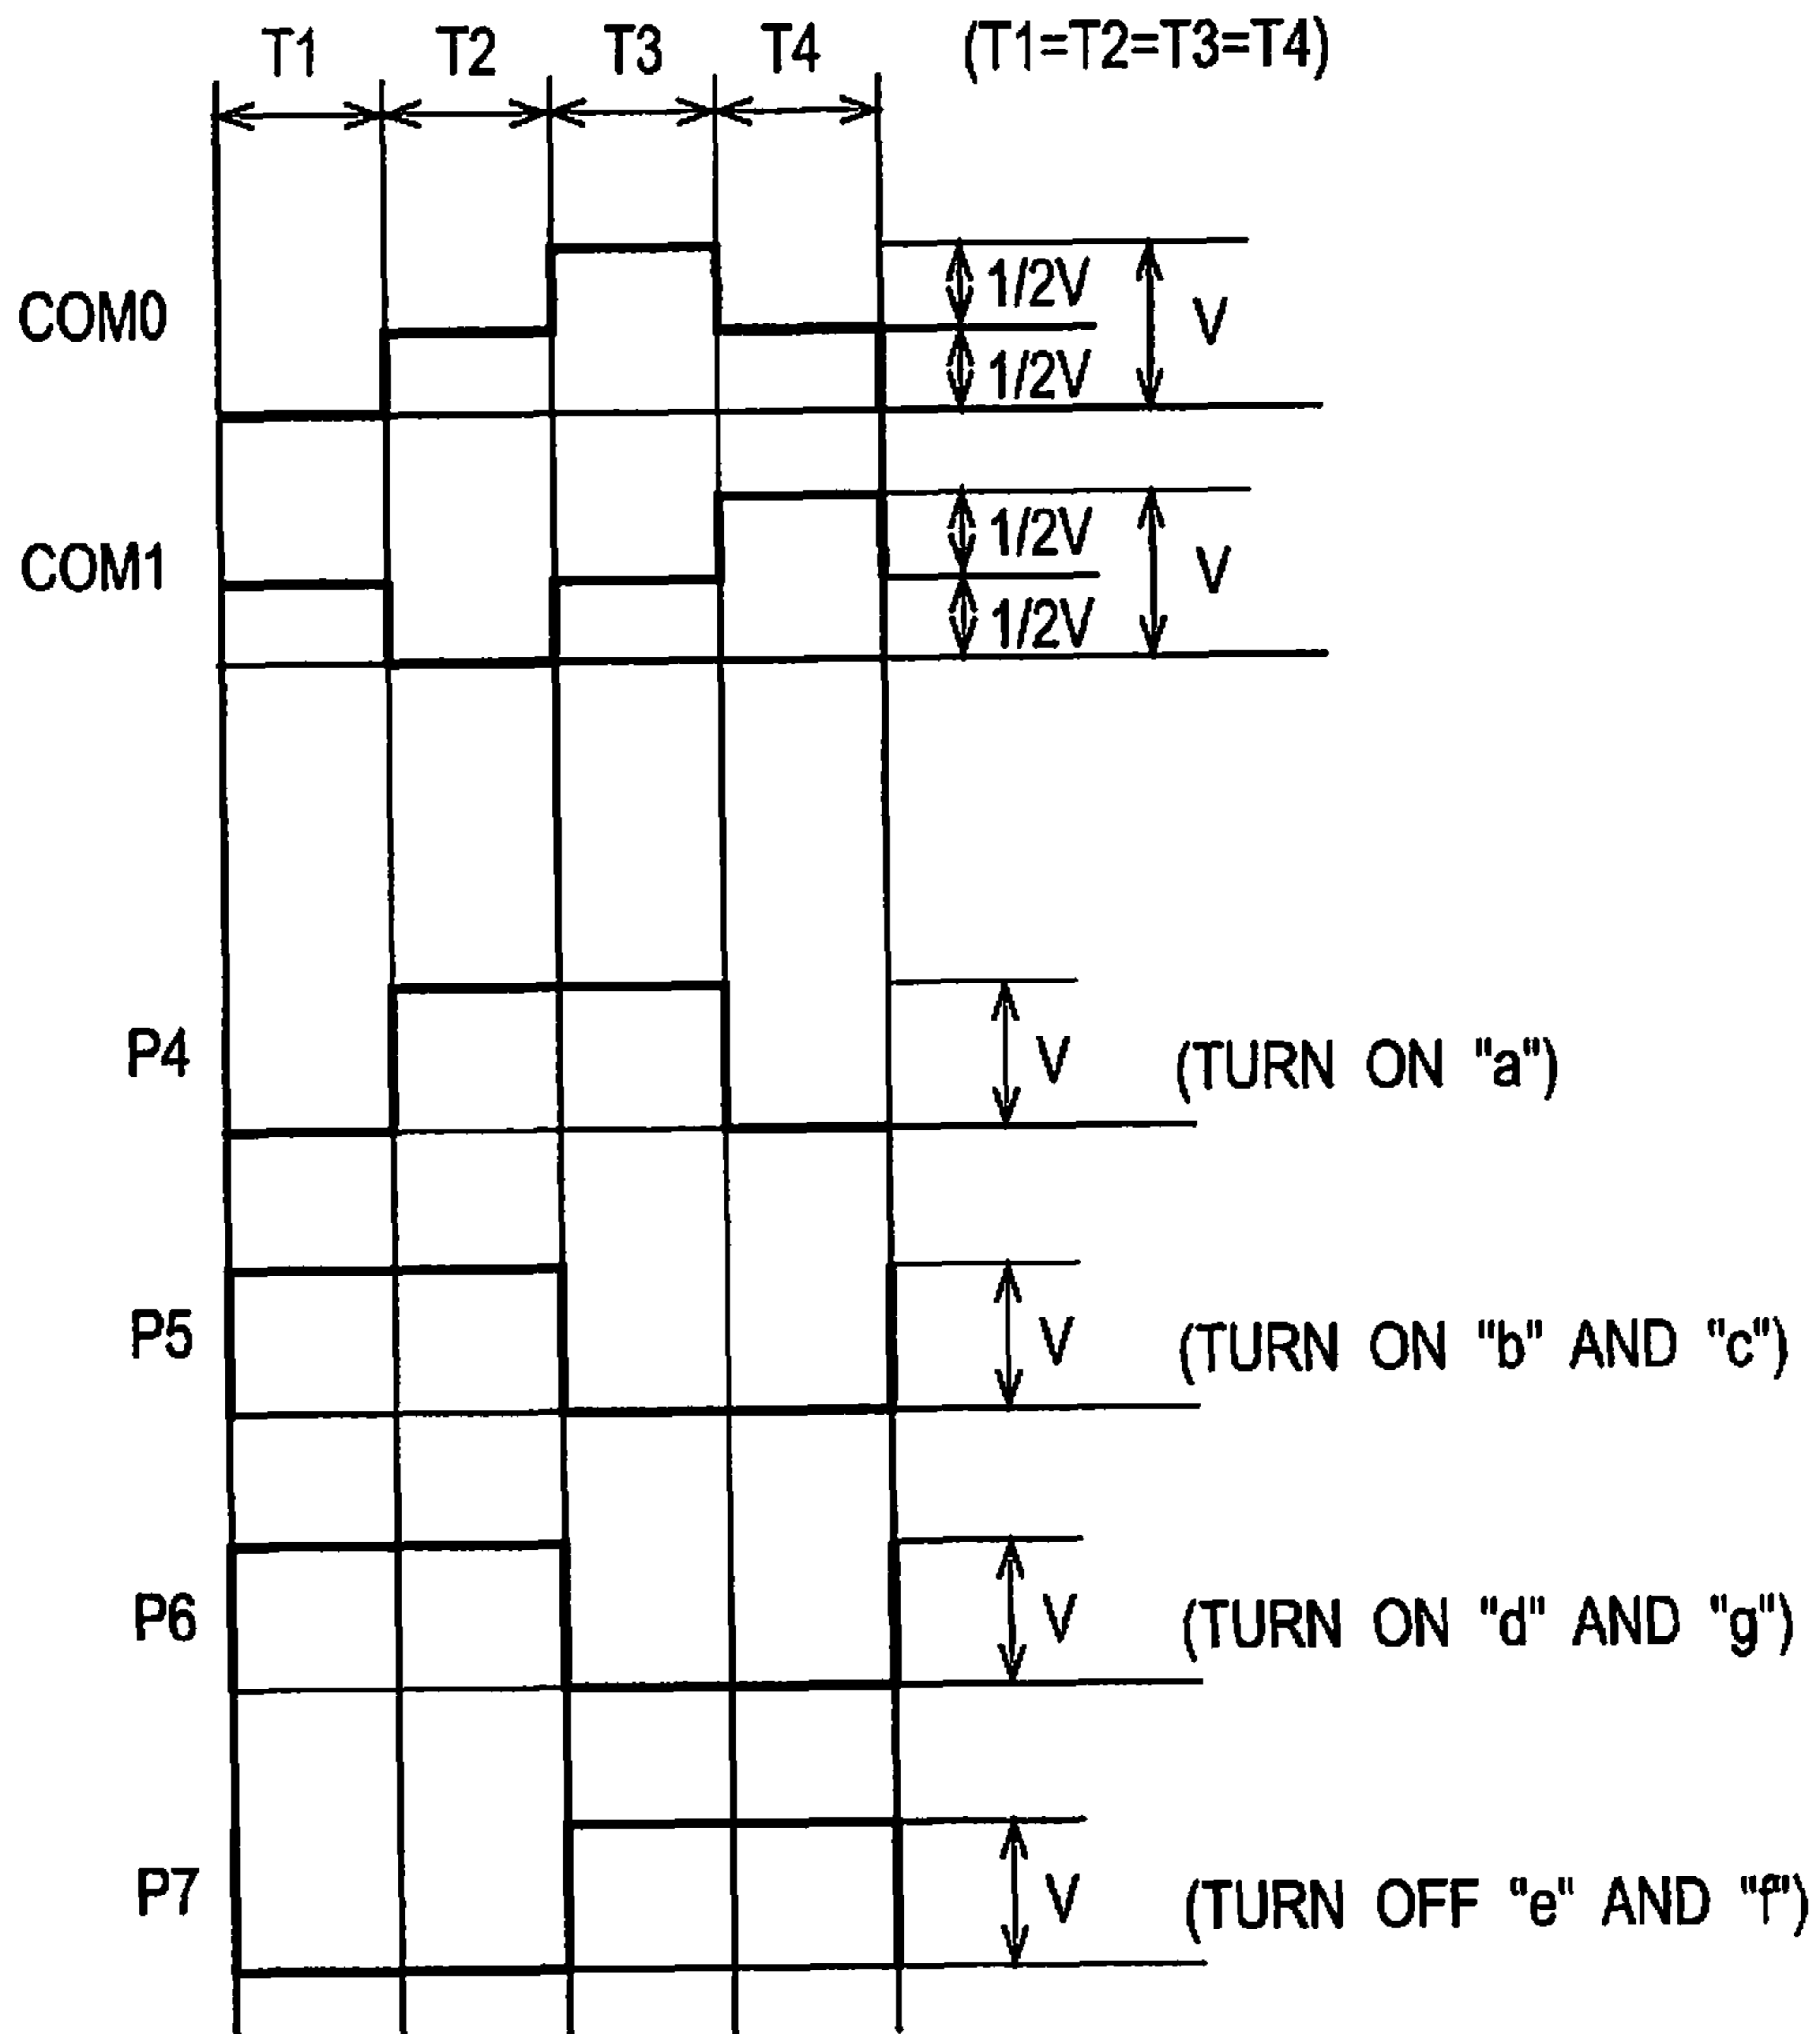 T1 T2 T3 T4 (T1=T2=T3=T4)
COM0 1/2V V
1/2V
COM1 1/2V V
1/2V
P4 V (TURN ON "a")
P5 V (TURN ON "b" AND "c")
P6 V (TURN ON "d" AND "g")
P7 V (TURN OFF "e" AND "f")